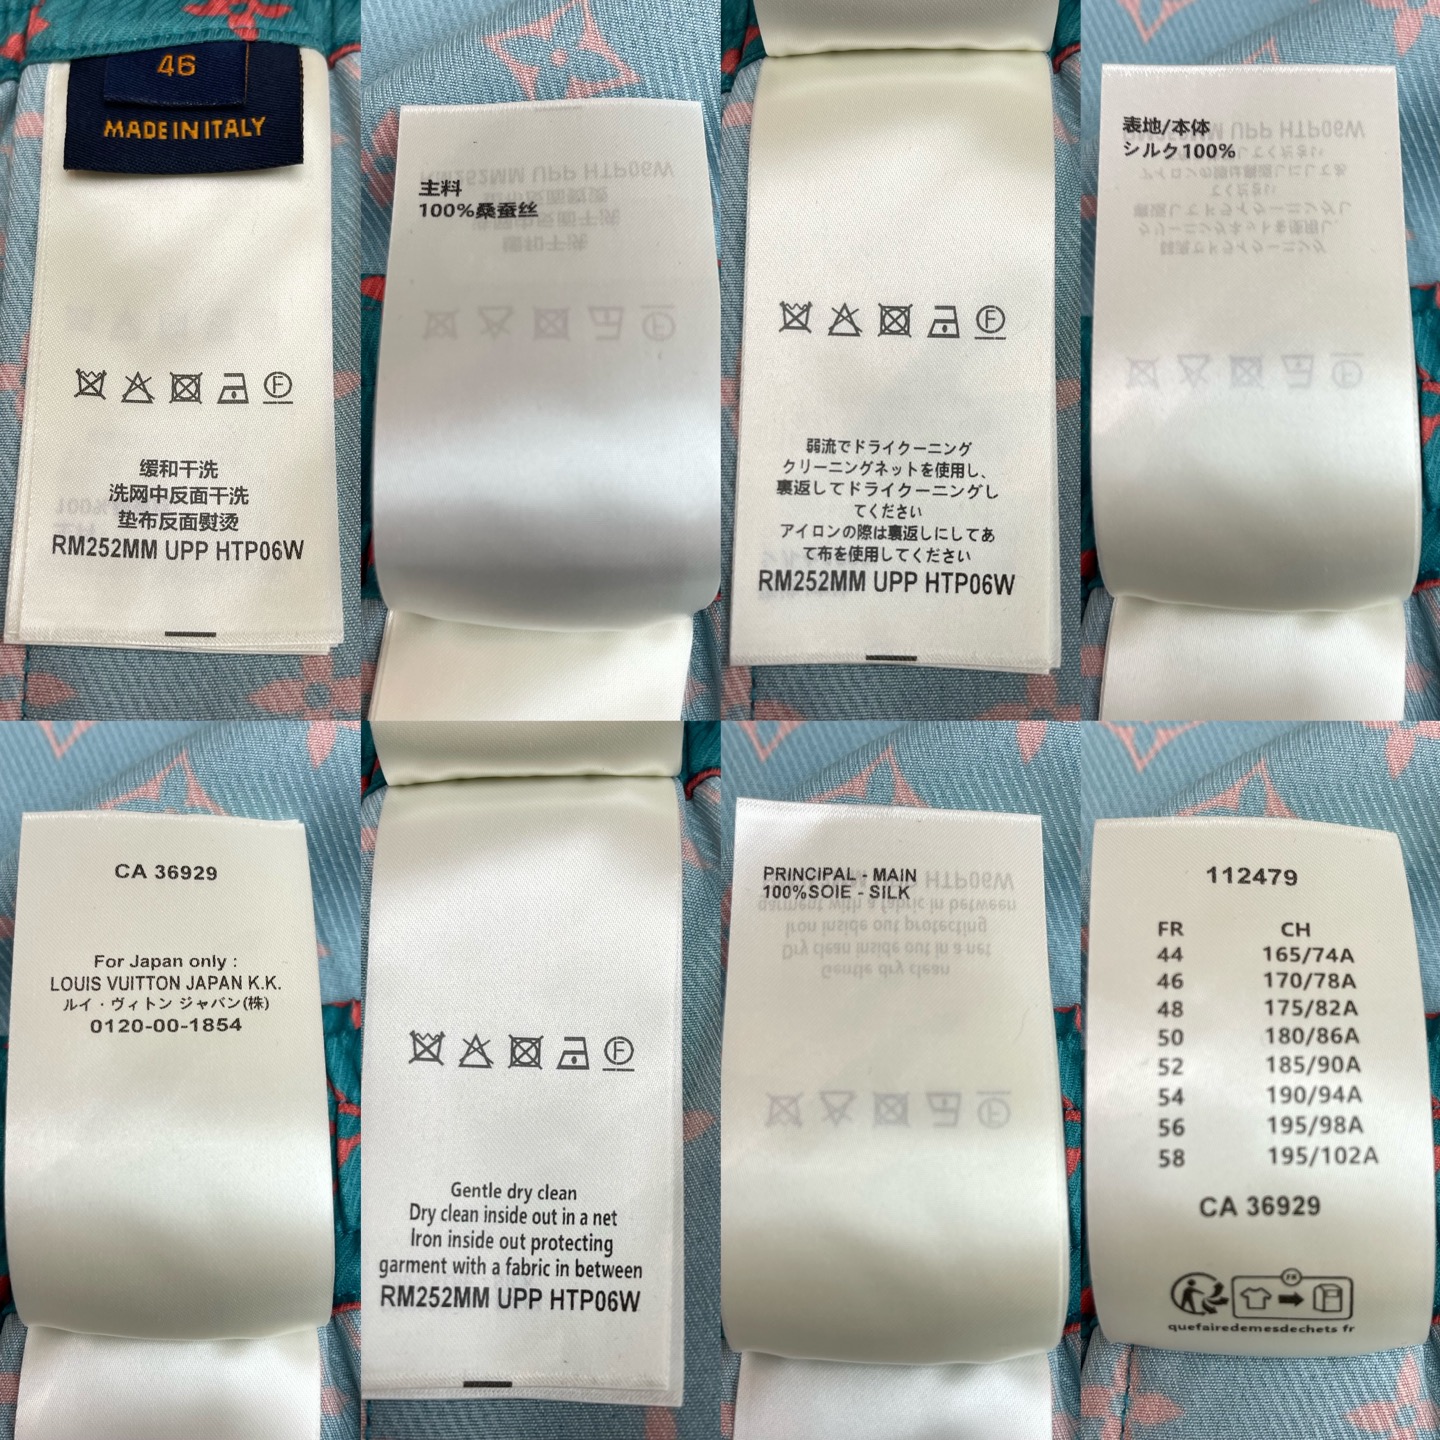 46
MADE IN ITALY
缓和干洗
洗网中反面干洗
垫布反面熨烫
RM252MM UPP HTP06W
主料
100%桑蚕丝
弱流でドライクーニング
クリーニングネットを使用し、
裏返してドライクーニングし
てください
アイロンの際は裏返しにしてあ
て布を使用してください
RM252MM UPP HTP06W
表地/本体
シルク100%
CA 36929
For Japan only :
LOUIS VUITTON JAPAN K.K.
ルイ・ヴィトン ジャパン(株)
0120-00-1854
Gentle dry clean
Dry clean inside out in a net
Iron inside out protecting
garment with a fabric in between
RM252MM UPP HTP06W
PRINCIPAL - MAIN
100%SOIE - SILK
112479
FR CH
44 165/74A
46 170/78A
48 175/82A
50 180/86A
52 185/90A
54 190/94A
56 195/98A
58 195/102A
CA 36929
FR
quefairedemesdechets fr